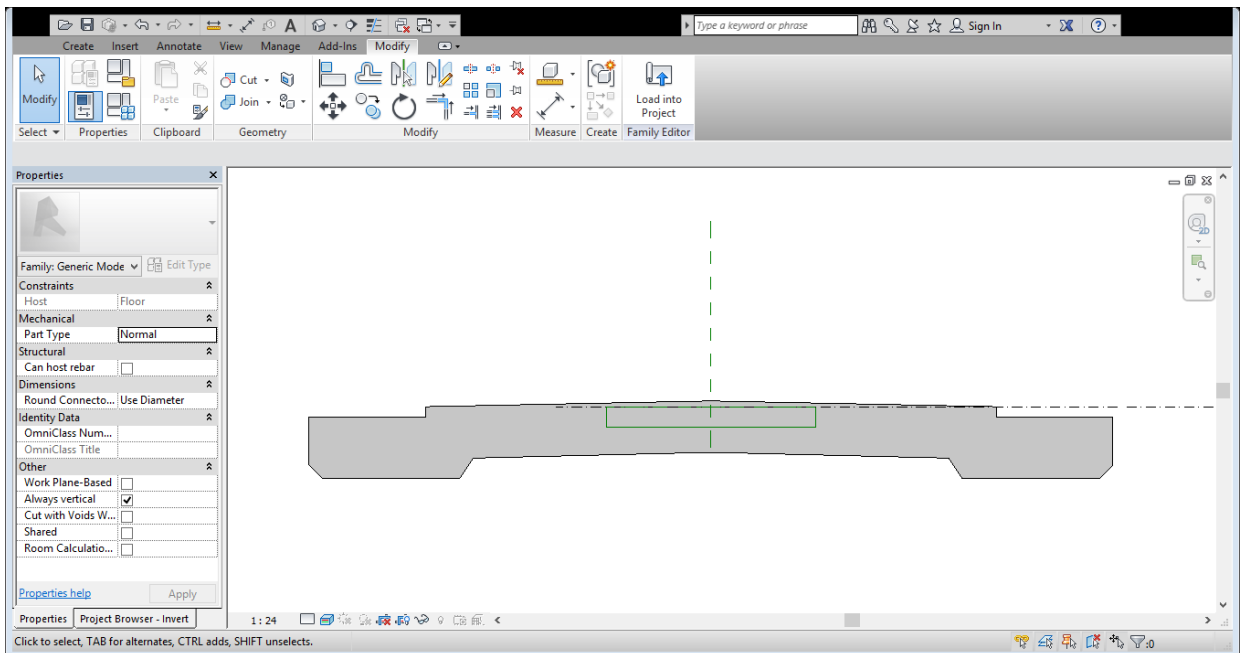 Type a keyword or phrase Sign In
Create Insert Annotate View Manage Add-Ins Modify
Modify Paste Cut Join Load into Project
Select Properties Clipboard Geometry Modify Measure Create Family Editor
Properties
Family: Generic Mode Edit Type
Constraints
Host Floor
Mechanical
Part Type Normal
Structural
Can host rebar
Dimensions
Round Connecto... Use Diameter
Identity Data
OmniClass Num...
OmniClass Title
Other
Work Plane-Based
Always vertical
Cut with Voids W...
Shared
Room Calculatio...
Properties help Apply
Properties Project Browser - Invert 1 : 24
Click to select, TAB for alternates, CTRL adds, SHIFT unselects. :0
2D